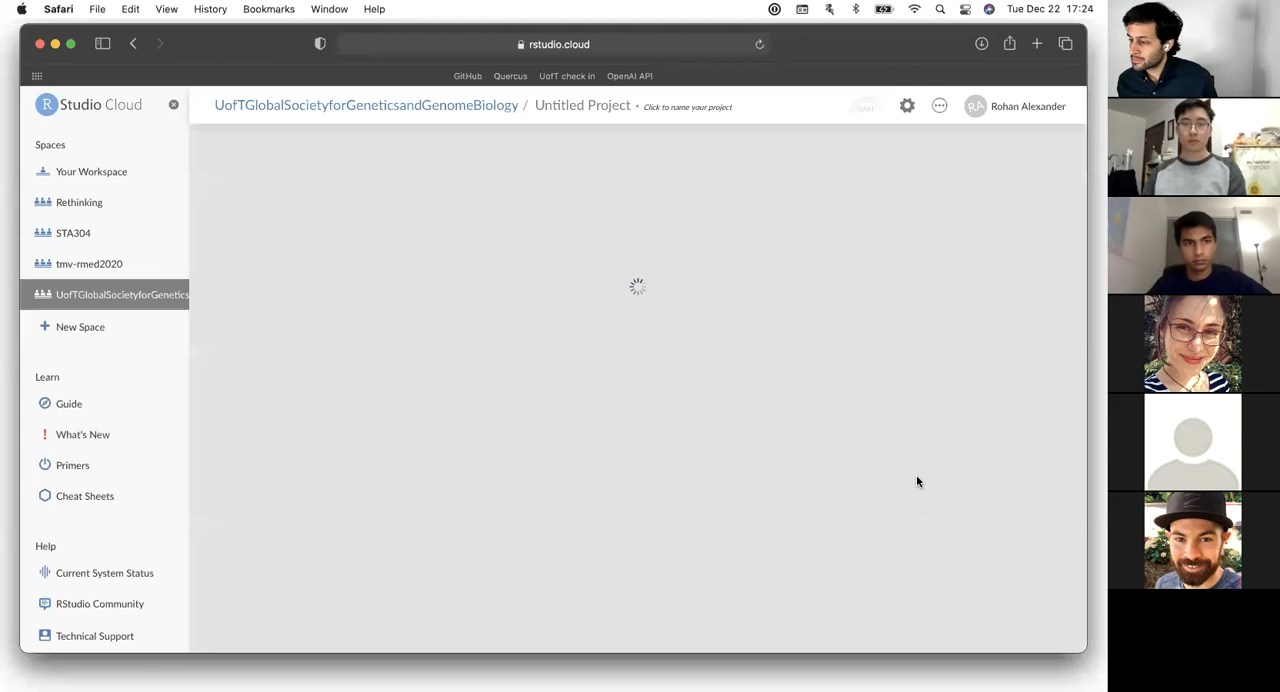 Safari File Edit View History Bookmarks Window Help Tue Dec 22 17:24
rstudio.cloud
GitHub Quercus UofT check in OpenAI API
R Studio Cloud
UofTGlobalSocietyforGeneticsandGenomeBiology / Untitled Project • Click to name your project
RA Rohan Alexander
Spaces
Your Workspace
Rethinking
STA304
tmv-rmed2020
UofTGlobalSocietyforGenetics
New Space
Learn
Guide
What's New
Primers
Cheat Sheets
Help
Current System Status
RStudio Community
Technical Support